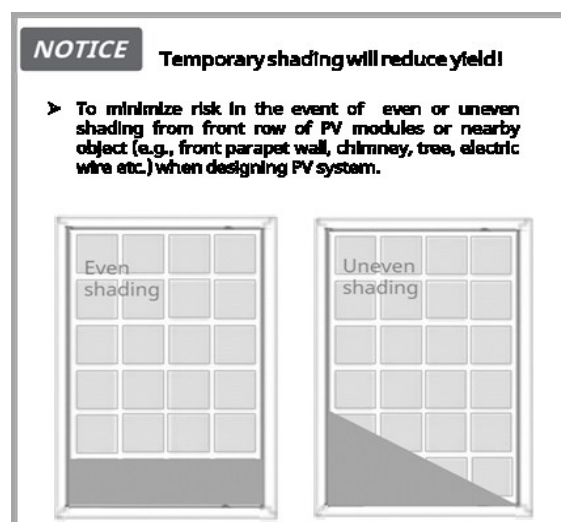 NOTICE
Temporary shading will reduce yield!
➤ To minimize risk in the event of even or uneven
shading from front row of PV modules or nearby
object (e.g., front parapet wall, chimney, tree, electric
wire etc.) when designing PV system.
Even
shading
Uneven
shading